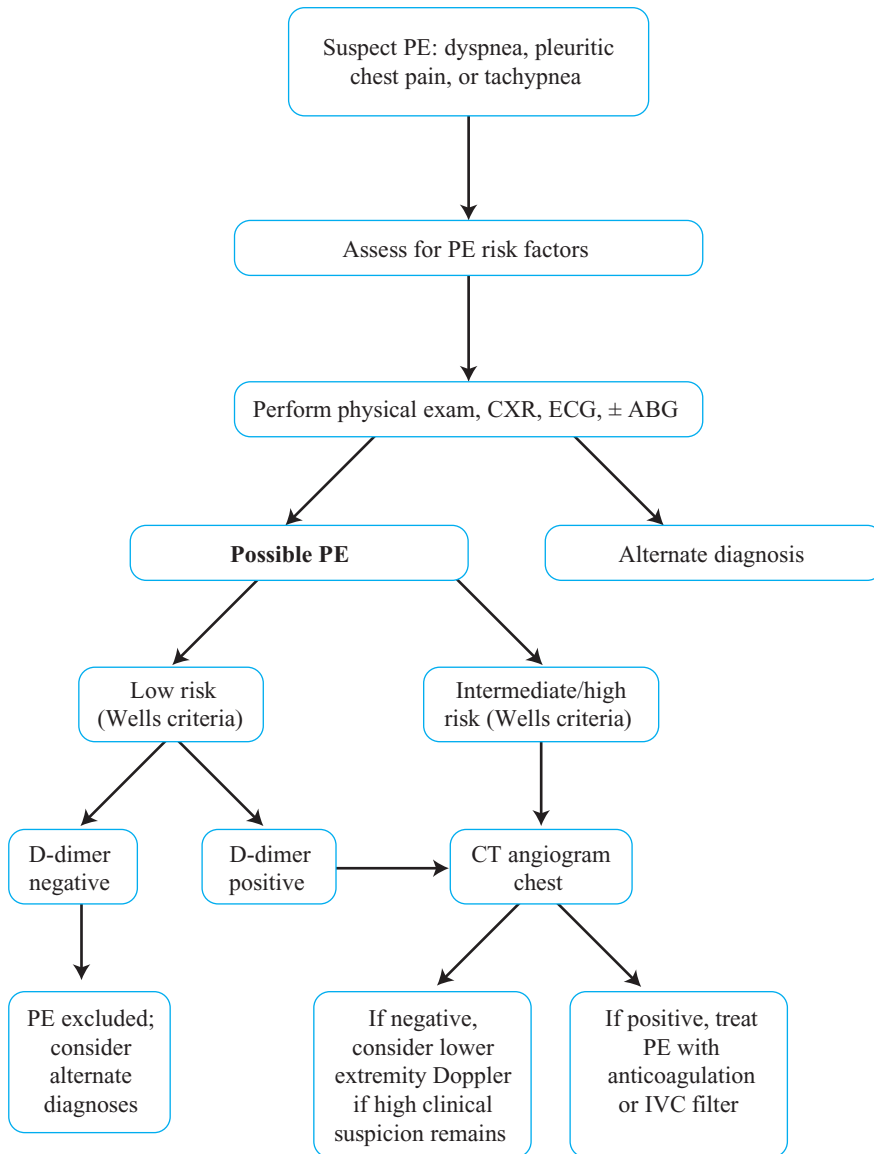 Suspect PE: dyspnea, pleuritic
chest pain, or tachypnea
Assess for PE risk factors
Perform physical exam, CXR, ECG, ± ABG
Possible PE
Alternate diagnosis
Low risk
(Wells criteria)
Intermediate/high
risk (Wells criteria)
D-dimer
negative
D-dimer
positive
CT angiogram
chest
PE excluded;
consider
alternate
diagnoses
If negative,
consider lower
extremity Doppler
if high clinical
suspicion remains
If positive, treat
PE with
anticoagulation
or IVC filter